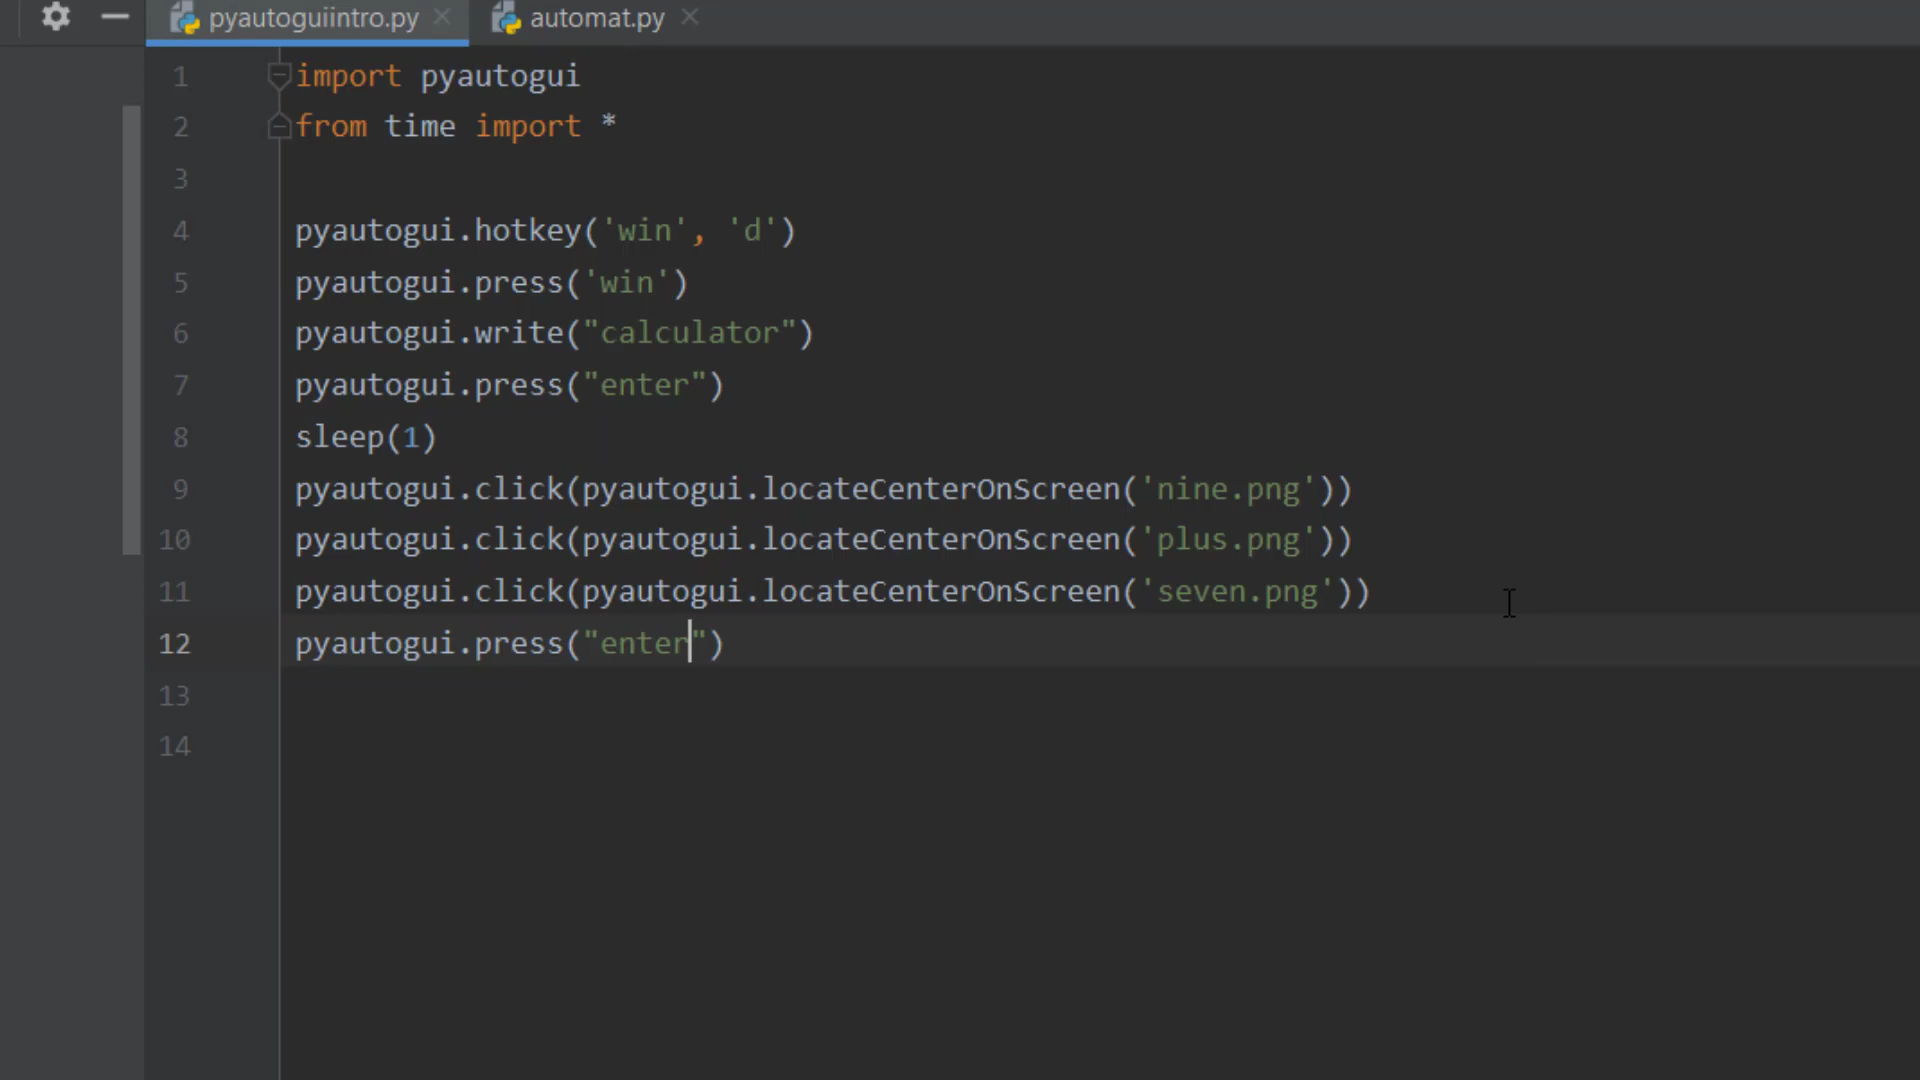 pyautoguiintro.py automat.py
1 import pyautogui
2 from time import *
3
4 pyautogui.hotkey('win', 'd')
5 pyautogui.press('win')
6 pyautogui.write("calculator")
7 pyautogui.press("enter")
8 sleep(1)
9 pyautogui.click(pyautogui.locateCenterOnScreen('nine.png'))
10 pyautogui.click(pyautogui.locateCenterOnScreen('plus.png'))
11 pyautogui.click(pyautogui.locateCenterOnScreen('seven.png'))
12 pyautogui.press("enter")
13
14